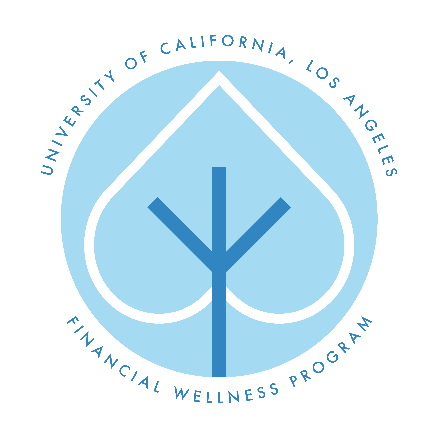 UNIVERSITY OF CALIFORNIA, LOS ANGELES
FINANCIAL WELLNESS PROGRAM